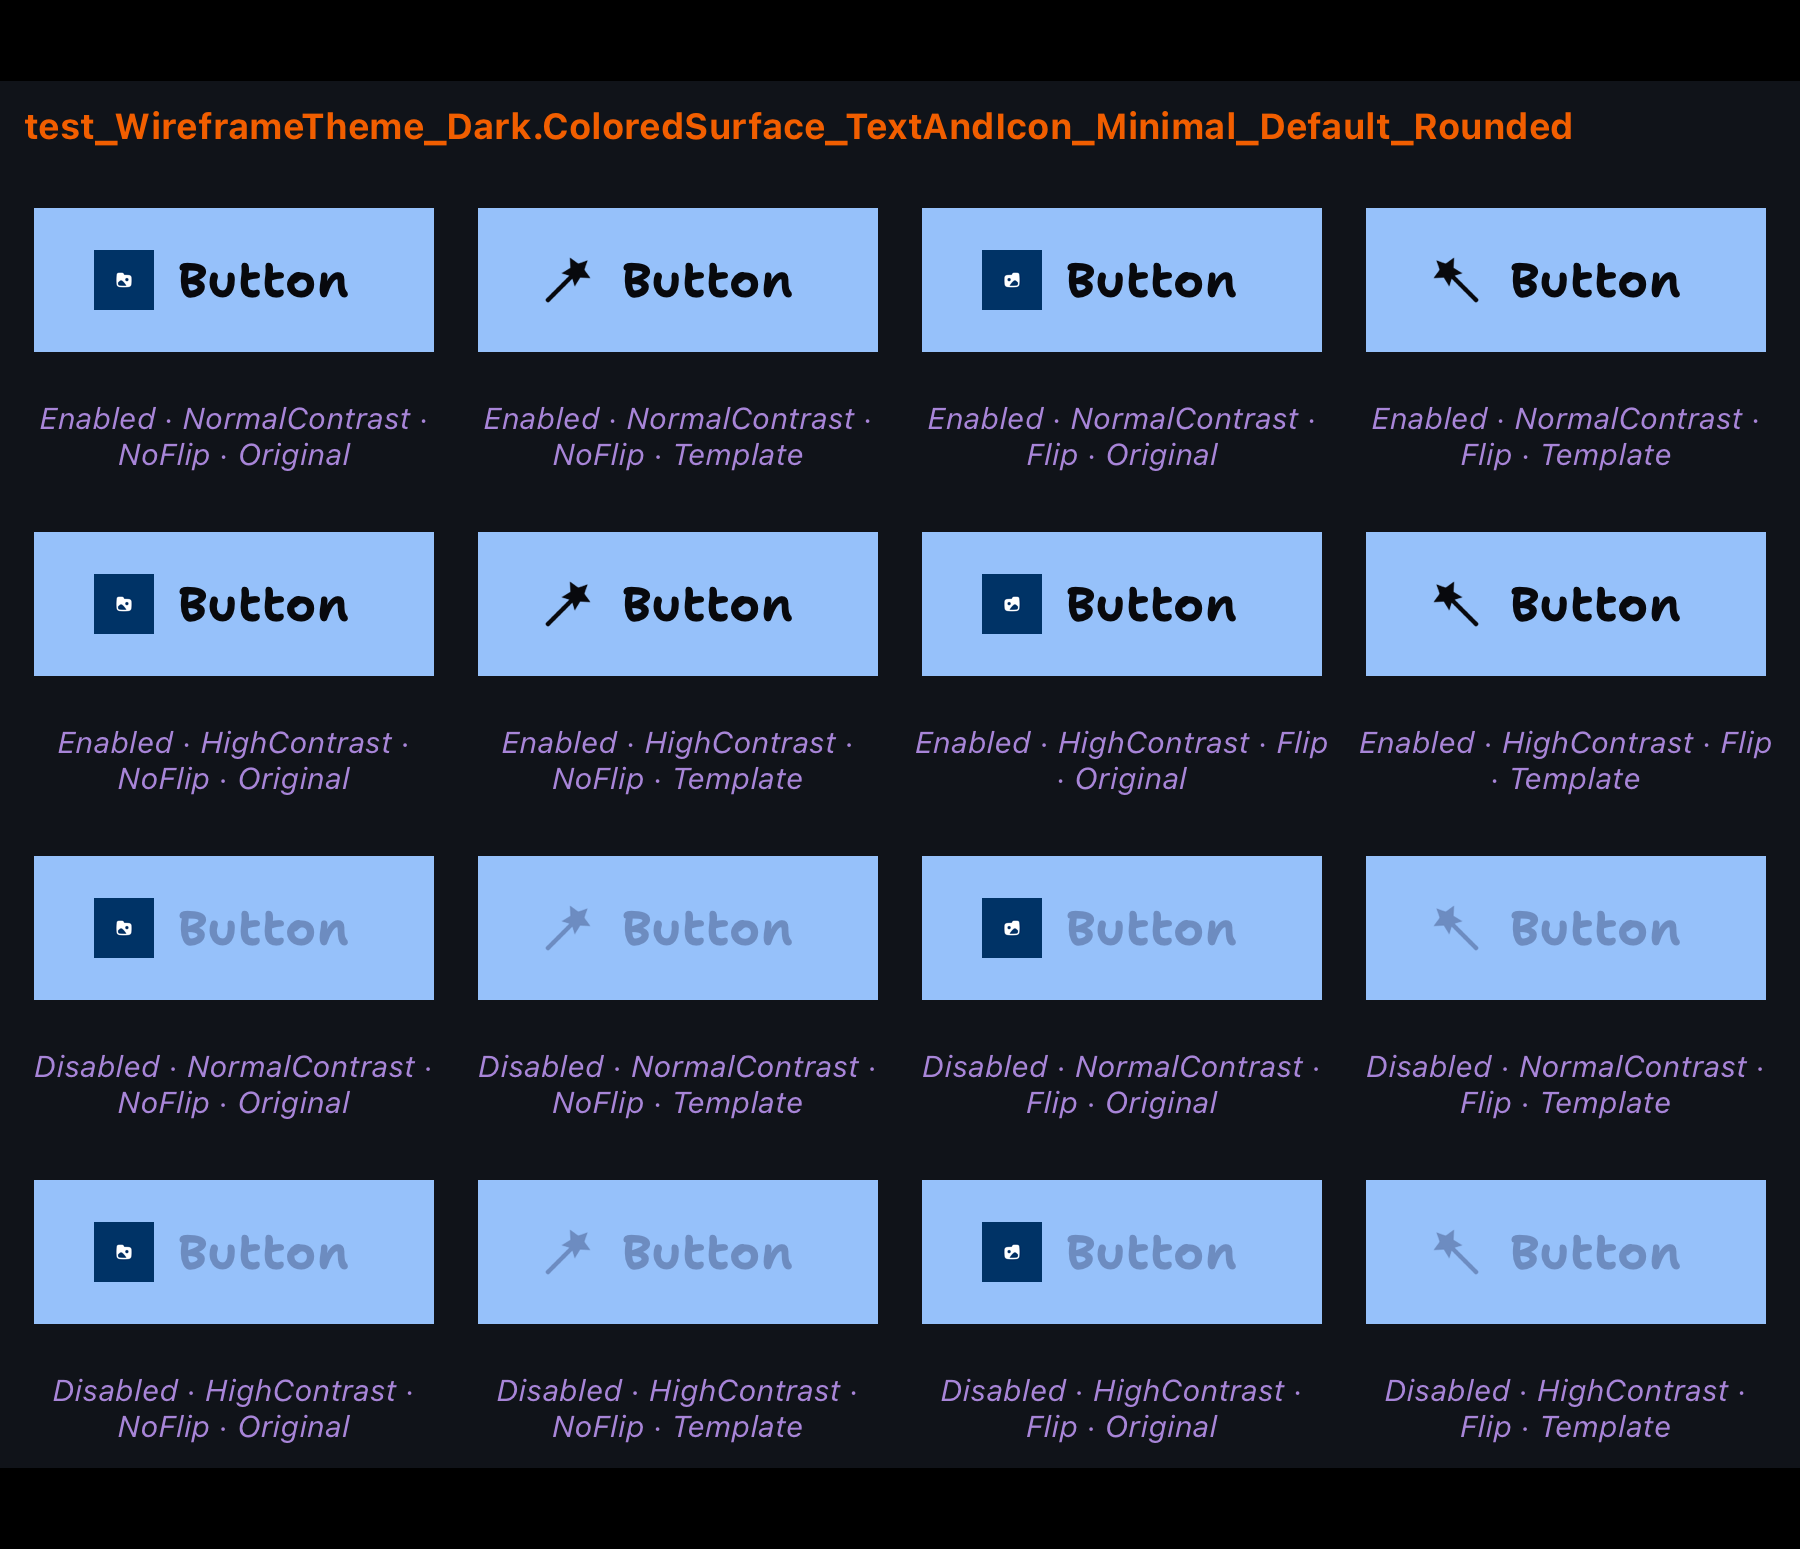 test_WireframeTheme_Dark.ColoredSurface_TextAndIcon_Minimal_Default_Rounded
Button
Button
Button
Button
Enabled · NormalContrast ·
NoFlip · Original
Enabled · NormalContrast ·
NoFlip · Template
Enabled · NormalContrast ·
Flip · Original
Enabled · NormalContrast ·
Flip · Template
Button
Button
Button
Button
Enabled · HighContrast ·
NoFlip · Original
Enabled · HighContrast ·
NoFlip · Template
Enabled · HighContrast · Flip
· Original
Enabled · HighContrast · Flip
· Template
Button
Button
Button
Button
Disabled · NormalContrast ·
NoFlip · Original
Disabled · NormalContrast ·
NoFlip · Template
Disabled · NormalContrast ·
Flip · Original
Disabled · NormalContrast ·
Flip · Template
Button
Button
Button
Button
Disabled · HighContrast ·
NoFlip · Original
Disabled · HighContrast ·
NoFlip · Template
Disabled · HighContrast ·
Flip · Original
Disabled · HighContrast ·
Flip · Template